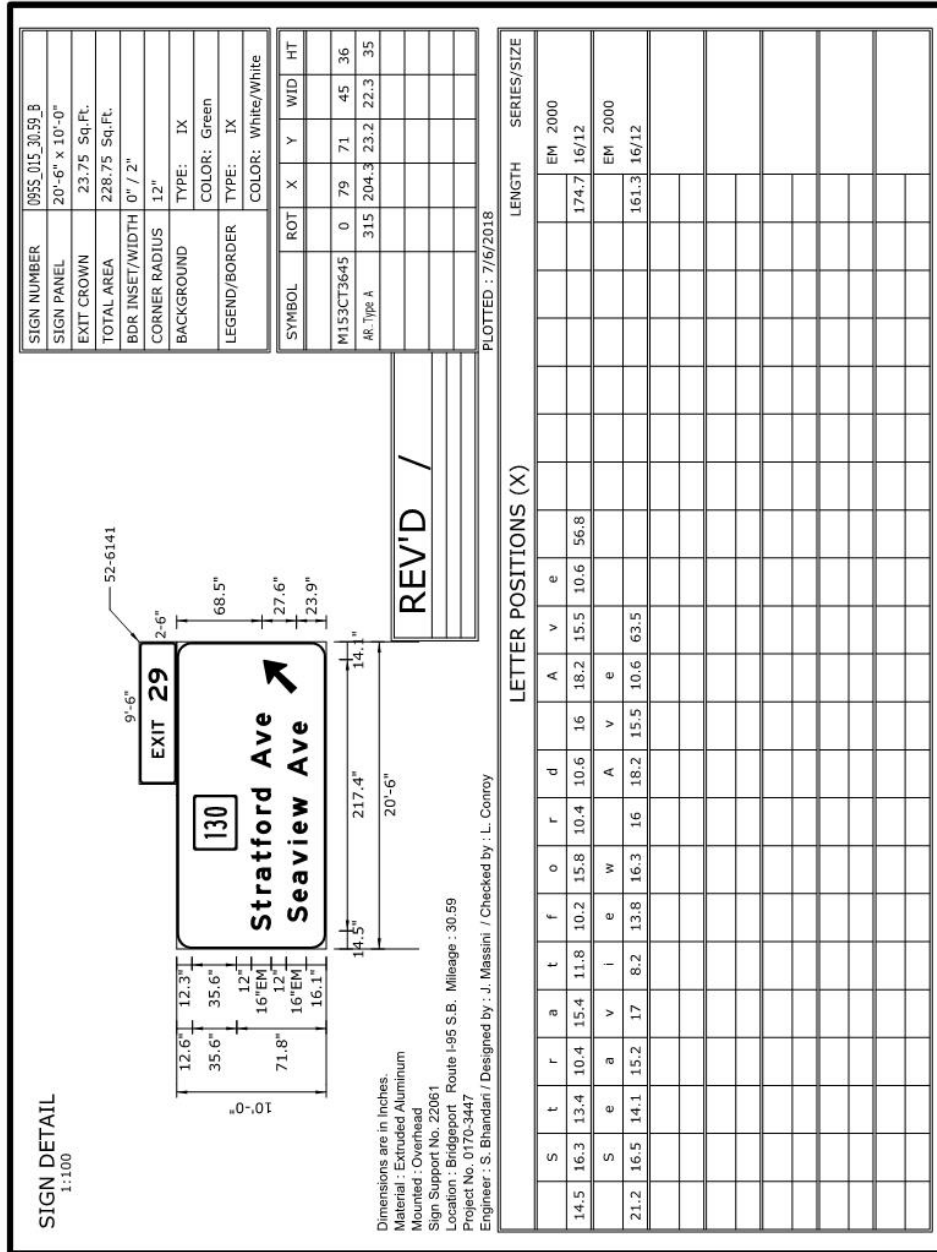 SIGN DETAIL
1:100
52-6141
9'-6"
2-6"
EXIT 29
130
Stratford Ave
Seaview Ave
12.6"
35.6"
71.8"
10'-0"
12.3"
35.6"
12"
16"EM
12"
16"EM
16.1"
68.5"
27.6"
23.9"
14.5"
217.4"
14.1"
20'-6"
Dimensions are in Inches.
Material : Extruded Aluminum
Mounted : Overhead
Sign Support No. 22061
Location : Bridgeport Route I-95 S.B. Mileage : 30.59
Project No. 0170-3447
Engineer : S. Bhandari / Designed by : J. Massini / Checked by : L. Conroy
REV'D /
SIGN NUMBER 095S_015_30.59_B
SIGN PANEL 20'-6" x 10'-0"
EXIT CROWN 23.75 Sq.Ft.
TOTAL AREA 228.75 Sq.Ft.
BDR INSET/WIDTH 0" / 2"
CORNER RADIUS 12"
BACKGROUND TYPE: IX
COLOR: Green
LEGEND/BORDER TYPE: IX
COLOR: White/White
SYMBOL ROT X Y WID HT
M153CT3645 0 79 71 45 36
AR. Type A 315 204.3 23.2 22.3 35
PLOTTED : 7/6/2018
LETTER POSITIONS (X) LENGTH SERIES/SIZE
S t r a t f o r d A v e EM 2000
14.5 16.3 13.4 10.4 15.4 11.8 10.2 15.8 10.4 10.6 16 18.2 15.5 10.6 56.8 174.7 16/12
S e a v i e w A v e EM 2000
21.2 16.5 14.1 15.2 17 8.2 13.8 16.3 16 18.2 15.5 10.6 63.5 161.3 16/12